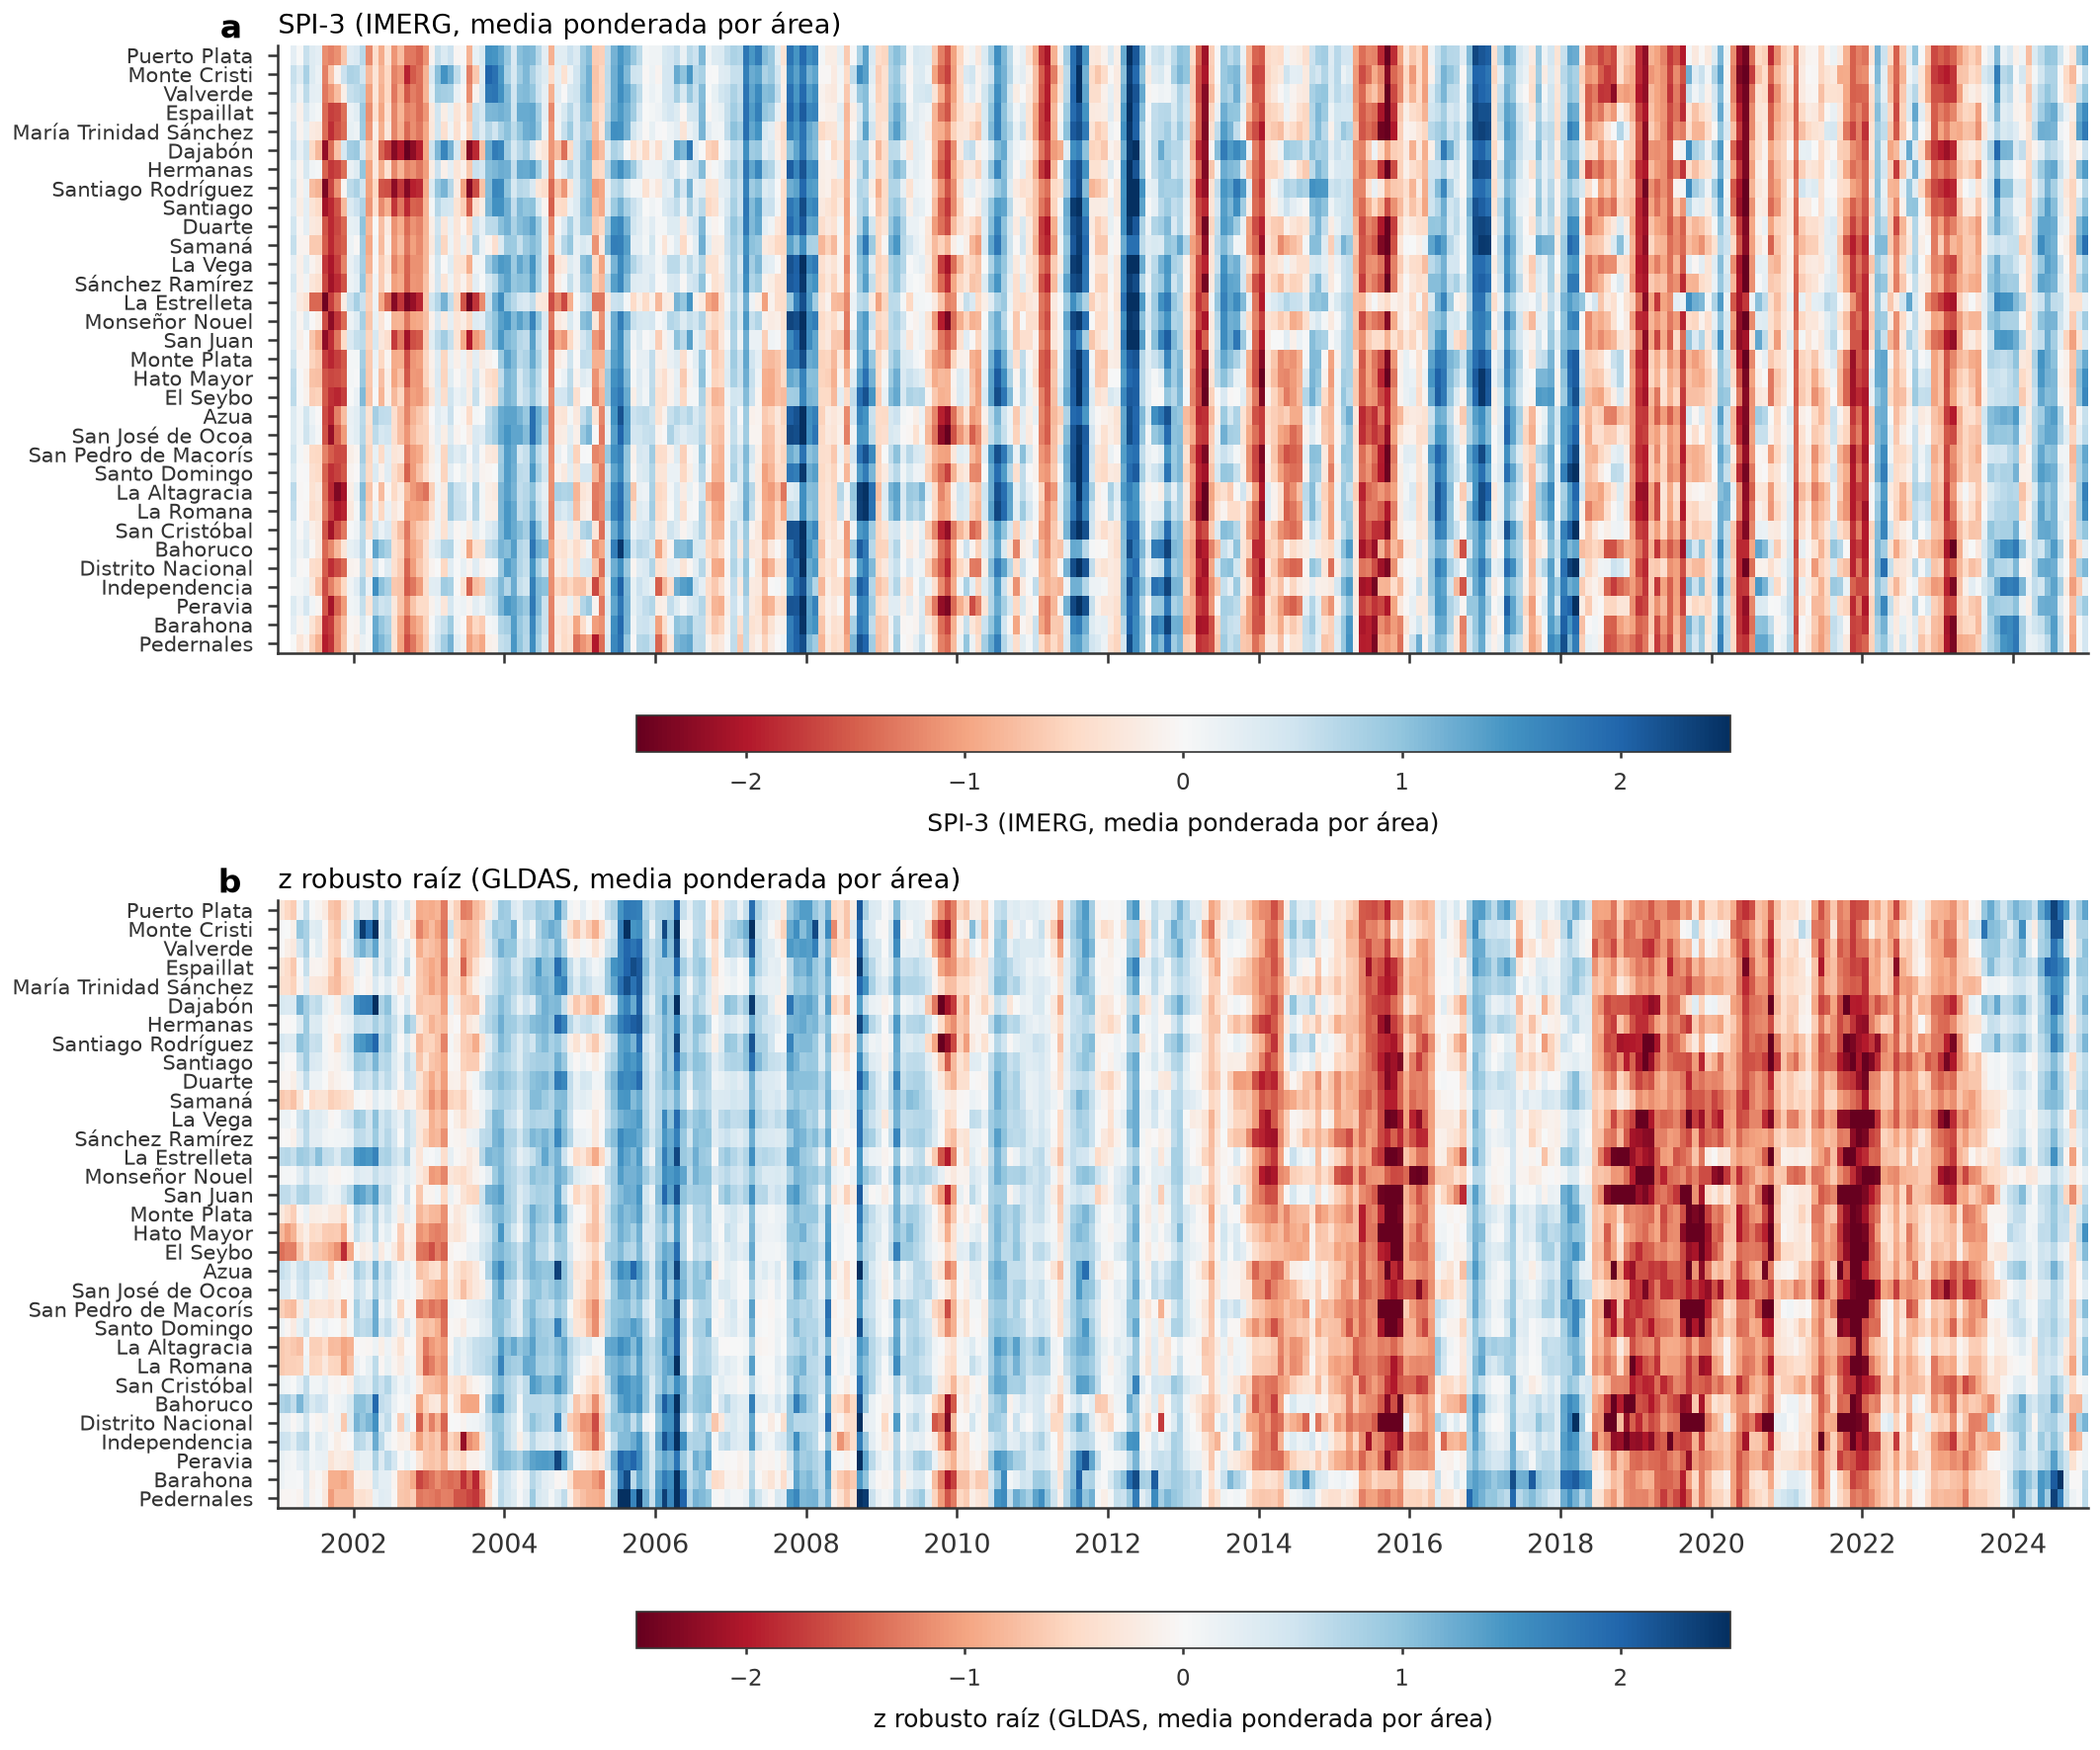 a
SPI-3 (IMERG, media ponderada por área)
Puerto Plata
Monte Cristi
Valverde
Espaillat
María Trinidad Sánchez
Dajabón
Hermanas
Santiago Rodríguez
Santiago
Duarte
Samaná
La Vega
Sánchez Ramírez
La Estrelleta
Monseñor Nouel
San Juan
Monte Plata
Hato Mayor
El Seybo
Azua
San José de Ocoa
San Pedro de Macorís
Santo Domingo
La Altagracia
La Romana
San Cristóbal
Bahoruco
Distrito Nacional
Independencia
Peravia
Barahona
Pedernales
−2 −1 0 1 2
SPI-3 (IMERG, media ponderada por área)
b
z robusto raíz (GLDAS, media ponderada por área)
Puerto Plata
Monte Cristi
Valverde
Espaillat
María Trinidad Sánchez
Dajabón
Hermanas
Santiago Rodríguez
Santiago
Duarte
Samaná
La Vega
Sánchez Ramírez
La Estrelleta
Monseñor Nouel
San Juan
Monte Plata
Hato Mayor
El Seybo
Azua
San José de Ocoa
San Pedro de Macorís
Santo Domingo
La Altagracia
La Romana
San Cristóbal
Bahoruco
Distrito Nacional
Independencia
Peravia
Barahona
Pedernales
2002 2004 2006 2008 2010 2012 2014 2016 2018 2020 2022 2024
−2 −1 0 1 2
z robusto raíz (GLDAS, media ponderada por área)